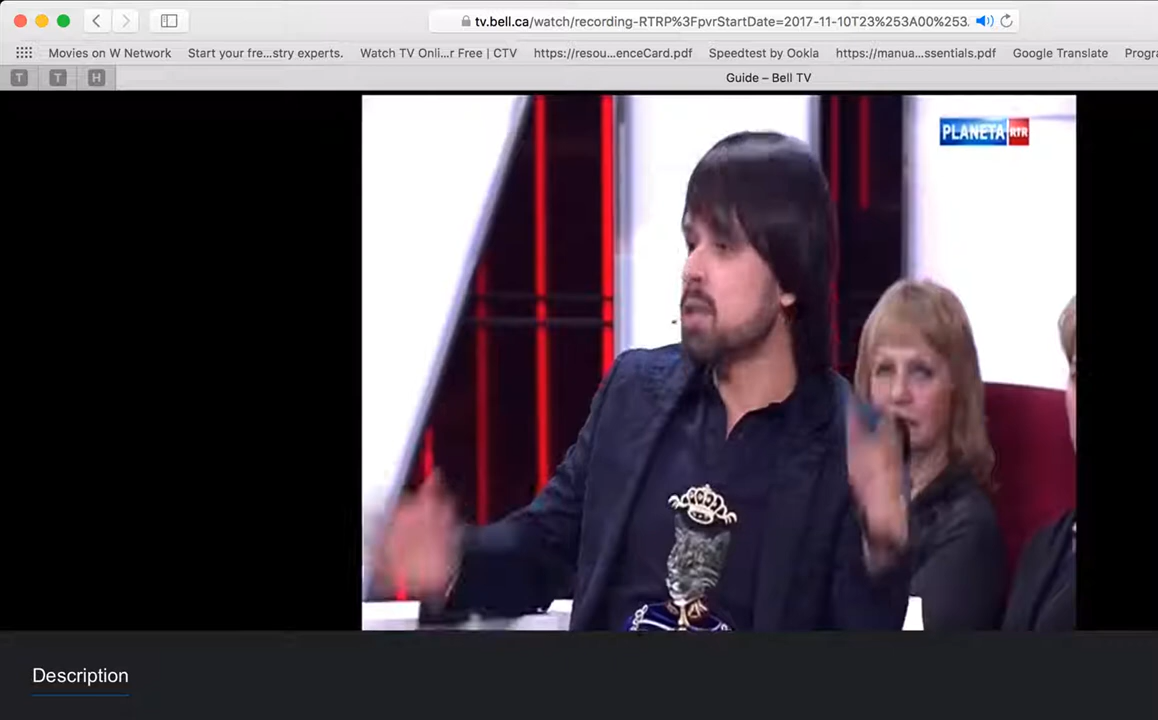 tv.bell.ca/watch/recording-RTRP%3FpvrStartDate=2017-11-10T23%253A00%253.
Movies on W Network Start your fre...stry experts. Watch TV Onli...r Free | CTV https://resou...enceCard.pdf Speedtest by Ookla https://manua...ssentials.pdf Google Translate Progra
T T H Guide – Bell TV
PLANETA RTR
Description